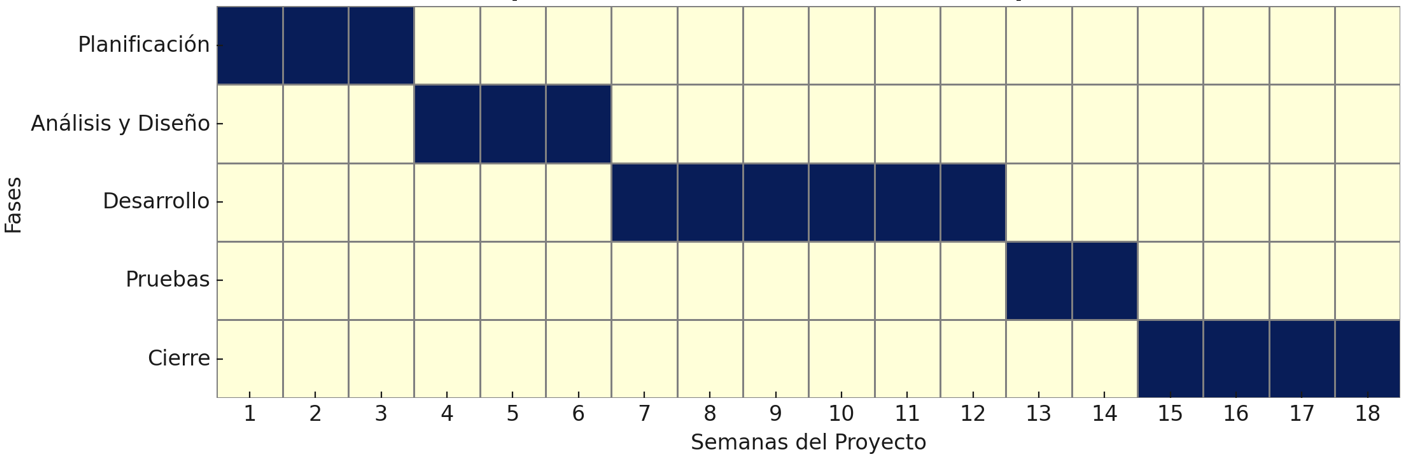 Planificación
Análisis y Diseño
Desarrollo
Pruebas
Cierre
Fases
1 2 3 4 5 6 7 8 9 10 11 12 13 14 15 16 17 18
Semanas del Proyecto